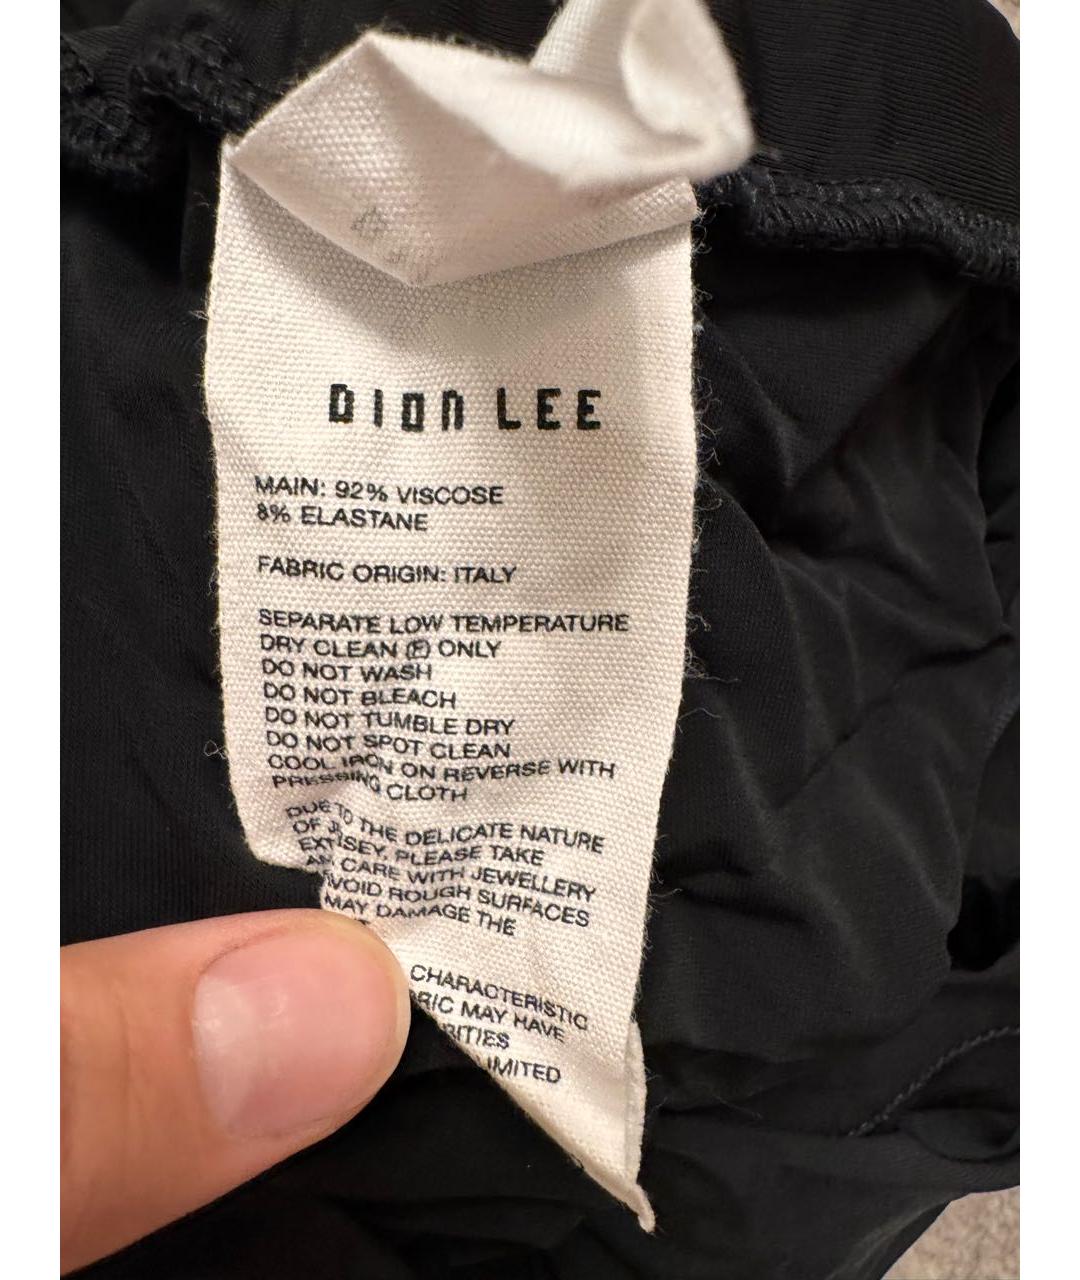 DION LEE
MAIN: 92% VISCOSE
8% ELASTANE
FABRIC ORIGIN: ITALY
SEPARATE LOW TEMPERATURE
DRY CLEAN Ⓕ ONLY
DO NOT WASH
DO NOT BLEACH
DO NOT TUMBLE DRY
DO NOT SPOT CLEAN
COOL IRON ON REVERSE WITH
PRESSING CLOTH
DUE TO THE DELICATE NATURE
OF PLEASE TAKE
CARE WITH JEWELLERY
ROUGH SURFACES
MAY DAMAGE THE
CHARACTERISTIC
MAY HAVE